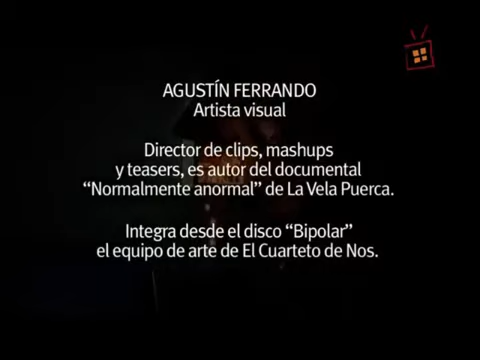 AGUSTÍN FERRANDO
Artista visual
Director de clips, mashups
y teasers, es autor del documental
“Normalmente anormal” de La Vela Puerca.
Integra desde el disco “Bipolar”
el equipo de arte de El Cuarteto de Nos.